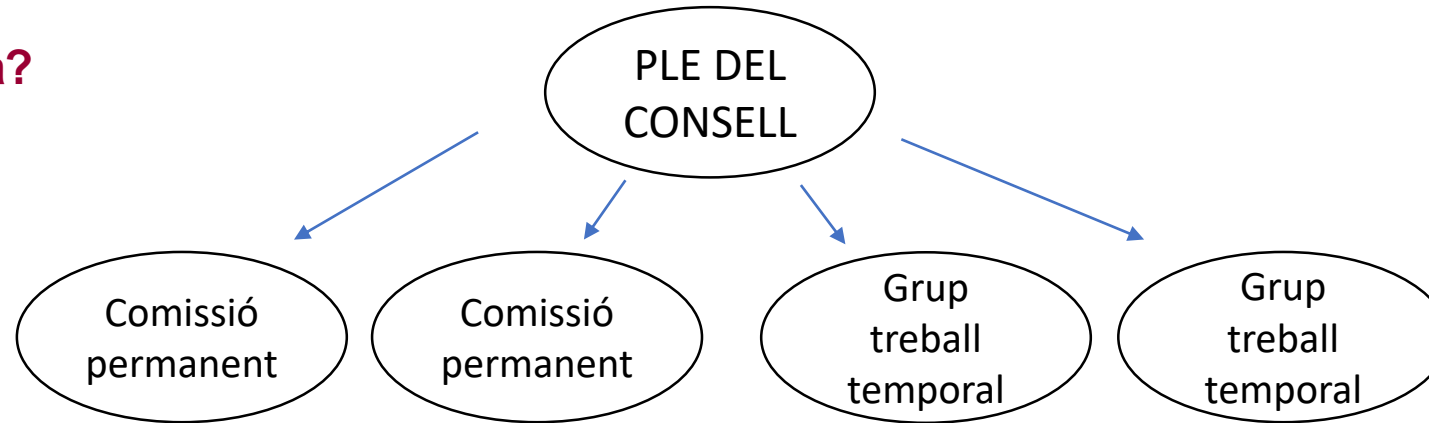 a?
PLE DEL
CONSELL
Comissió
permanent
Comissió
permanent
Grup
treball
temporal
Grup
treball
temporal